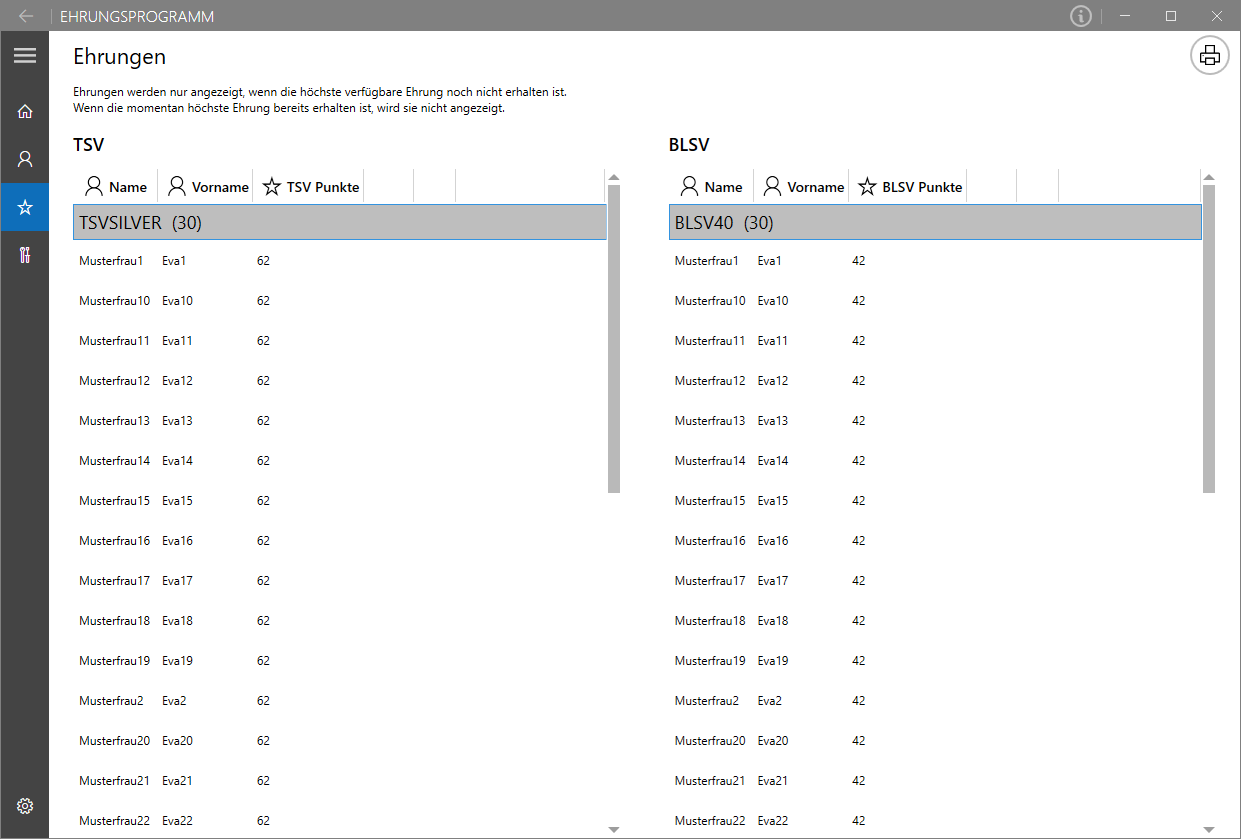 EHRUNGSPROGRAMM
Ehrungen
Ehrungen werden nur angezeigt, wenn die höchste verfügbare Ehrung noch nicht erhalten ist.
Wenn die momentan höchste Ehrung bereits erhalten ist, wird sie nicht angezeigt.
TSV
Name Vorname TSV Punkte
TSVSILVER (30)
Musterfrau1 Eva1 62
Musterfrau10 Eva10 62
Musterfrau11 Eva11 62
Musterfrau12 Eva12 62
Musterfrau13 Eva13 62
Musterfrau14 Eva14 62
Musterfrau15 Eva15 62
Musterfrau16 Eva16 62
Musterfrau17 Eva17 62
Musterfrau18 Eva18 62
Musterfrau19 Eva19 62
Musterfrau2 Eva2 62
Musterfrau20 Eva20 62
Musterfrau21 Eva21 62
Musterfrau22 Eva22 62
BLSV
Name Vorname BLSV Punkte
BLSV40 (30)
Musterfrau1 Eva1 42
Musterfrau10 Eva10 42
Musterfrau11 Eva11 42
Musterfrau12 Eva12 42
Musterfrau13 Eva13 42
Musterfrau14 Eva14 42
Musterfrau15 Eva15 42
Musterfrau16 Eva16 42
Musterfrau17 Eva17 42
Musterfrau18 Eva18 42
Musterfrau19 Eva19 42
Musterfrau2 Eva2 42
Musterfrau20 Eva20 42
Musterfrau21 Eva21 42
Musterfrau22 Eva22 42